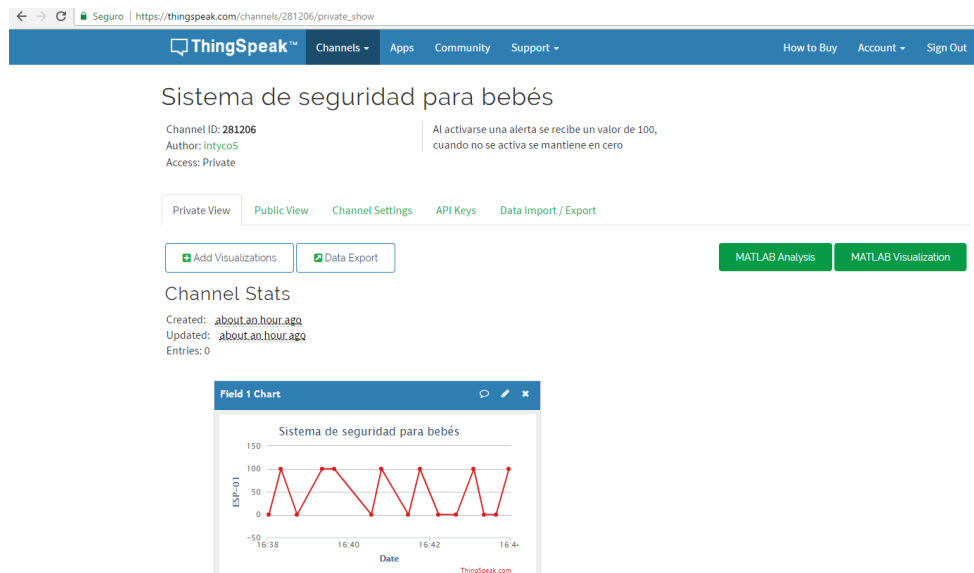 Seguro | https://thingspeak.com/channels/281206/private_show
ThingSpeak™ Channels Apps Community Support How to Buy Account Sign Out
Sistema de seguridad para bebés
Channel ID: 281206
Author: intyco5
Access: Private
Al activarse una alerta se recibe un valor de 100,
cuando no se activa se mantiene en cero
Private View Public View Channel Settings API Keys Data Import / Export
Add Visualizations Data Export MATLAB Analysis MATLAB Visualization
Channel Stats
Created: about an hour ago
Updated: about an hour ago
Entries: 0
Field 1 Chart
Sistema de seguridad para bebés
150
100
50
0
-50
ESP-01
16:38 16:40 16:42 16:4
Date
ThingSpeak.com